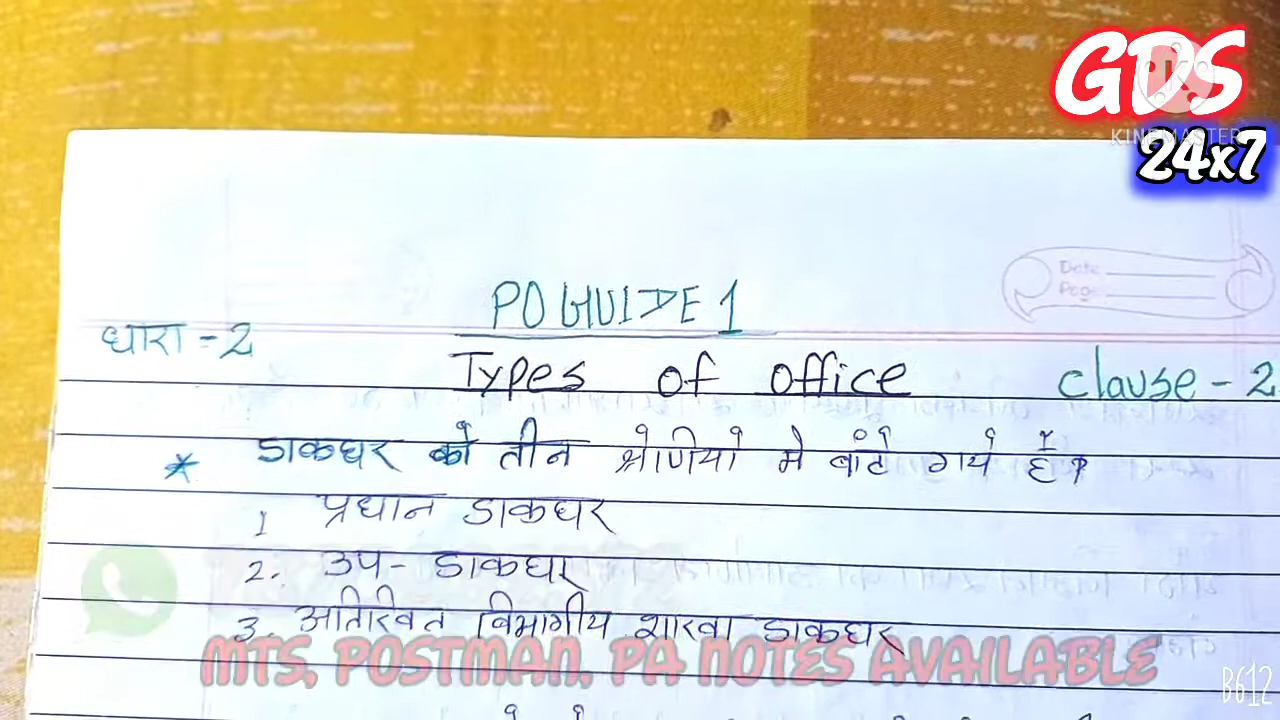 GDS
KINEMASTER
24x7
Date
Page
PO GUIDE 1
धारा - 2
Types of office
Clause - 2
* डाकघर को तीन श्रेणियो मे बांटे गये है?
1 प्रधान डाकघर
2. उप - डाकघर
3. अतिरिक्त विभागीय शाखा डाकघर
MTS, POSTMAN, PA NOTES AVAILABLE
B612